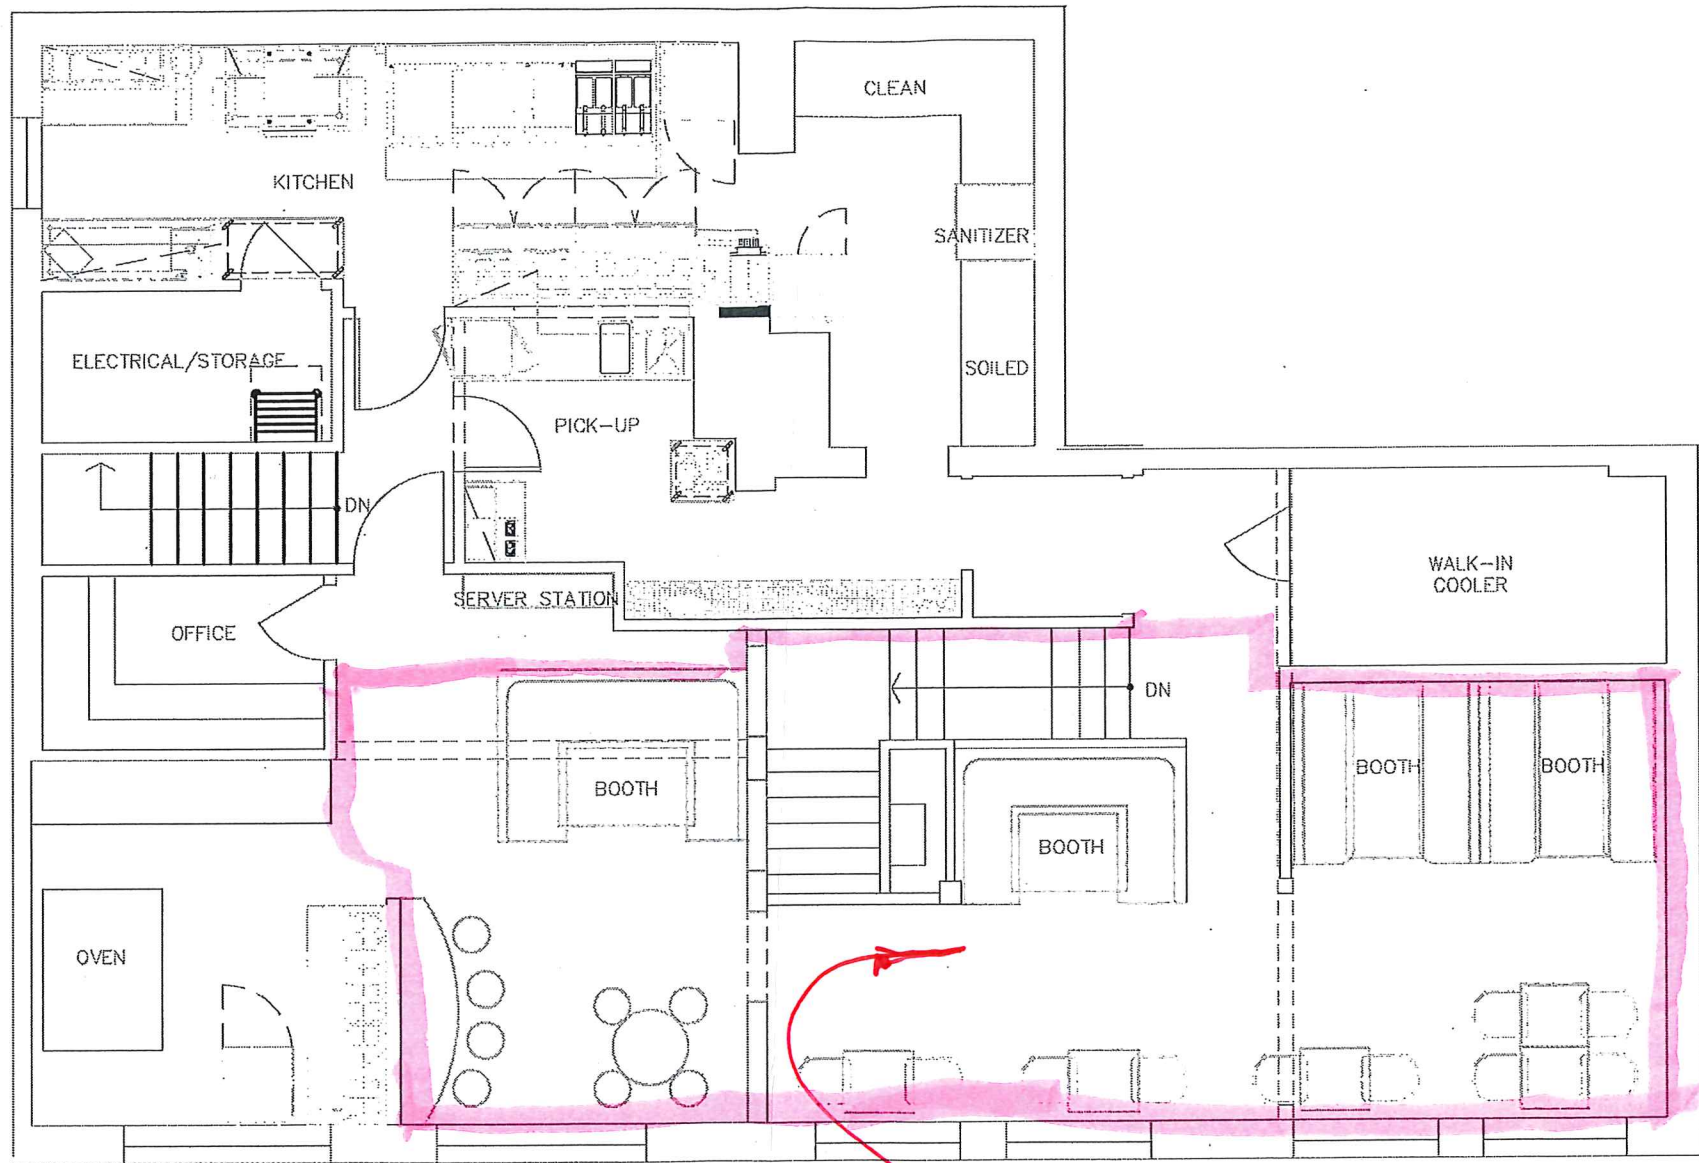 CLEAN
KITCHEN
SANITIZER
ELECTRICAL/STORAGE
SOILED
PICK-UP
DN
WALK-IN
COOLER
SERVER STATION
OFFICE
DN
BOOTH
BOOTH
BOOTH
BOOTH
OVEN